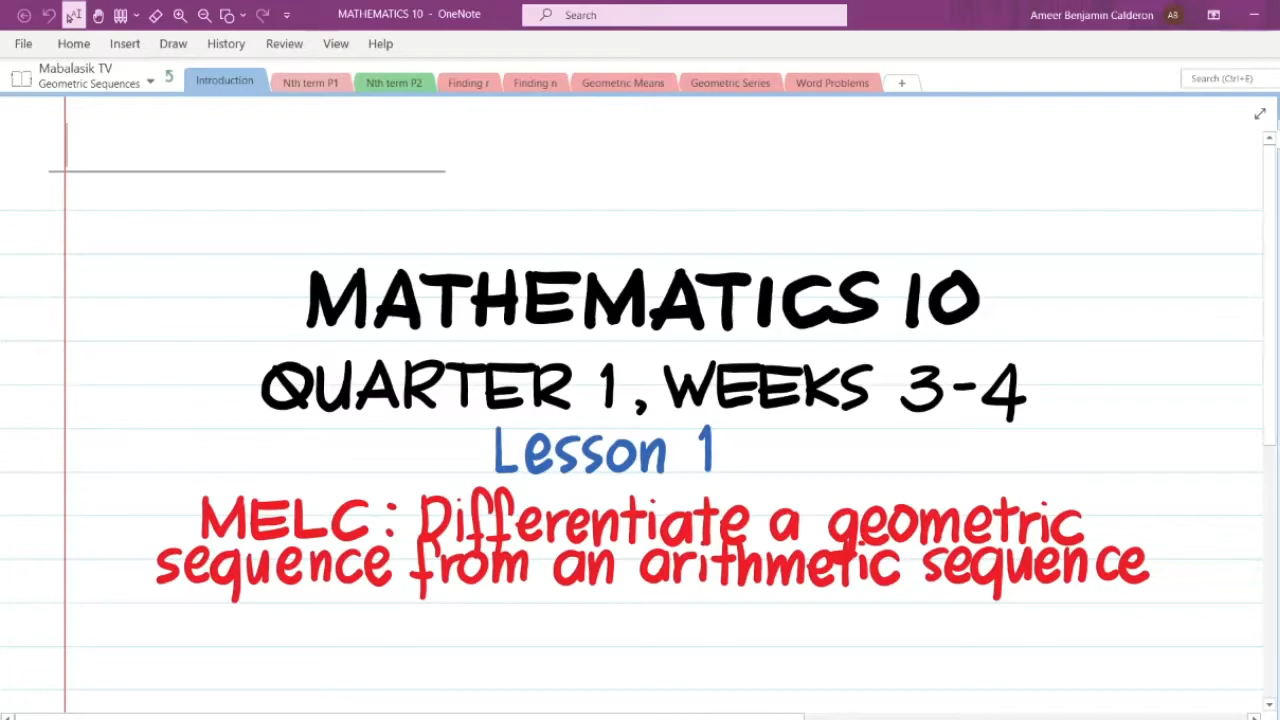 MATHEMATICS 10 - OneNote
Search
Ameer Benjamin Calderon
AB
File Home Insert Draw History Review View Help
Mabalasik TV
Geometric Sequences
Introduction Nth term P1 Nth term P2 Finding r Finding n Geometric Means Geometric Series Word Problems +
Search (Ctrl+E)
MATHEMATICS 10
QUARTER 1, WEEKS 3-4
Lesson 1
MELC: Differentiate a geometric
sequence from an arithmetic sequence